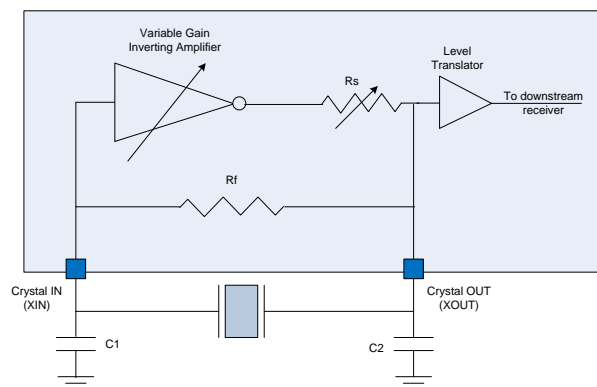 Variable Gain
Inverting Amplifier
Level
Translator
Rs
To downstream
receiver
Rf
Crystal IN
(XIN)
Crystal OUT
(XOUT)
C1
C2